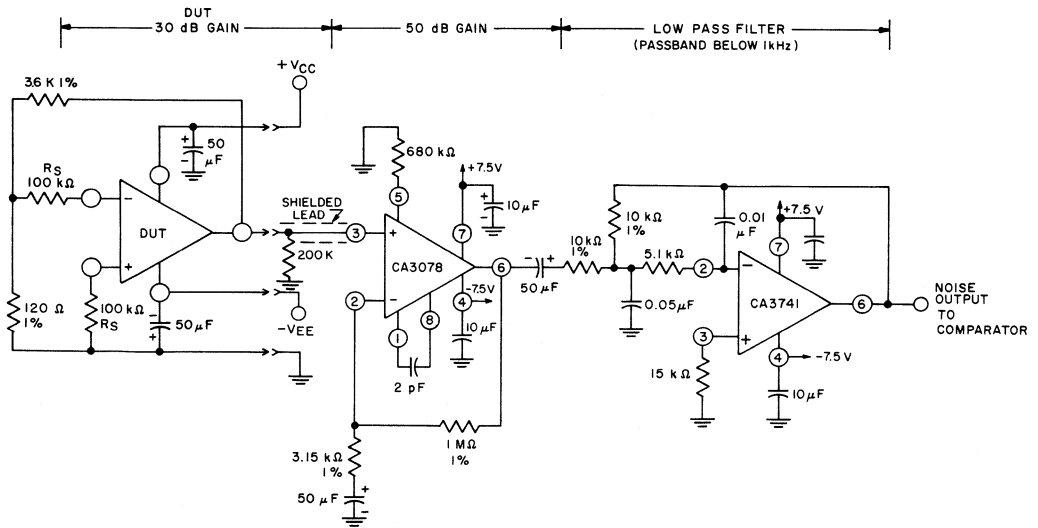 DUT
30 dB GAIN
50 dB GAIN
LOW PASS FILTER
(PASSBAND BELOW 1kHz)
+VCC
3.6 K 1%
+
-
50
μF
RS
100 kΩ
-
DUT
+
120 Ω
1%
100 kΩ
RS
-
+
50 μF
-VEE
SHIELDED
LEAD
200K
680 kΩ
5
+7.5V
+
-
10 μF
7
3
+
CA3078
6
2
-
4
-7.5V
10 μF
1
8
2 pF
- +
50 μF
1 MΩ
1%
3.15 kΩ
1%
50 μF
+
-
10 kΩ
1%
10 kΩ
1%
5.1 kΩ
0.05 μF
0.01
μF
+7.5 V
7
2
-
CA3741
6
3
+
4
-7.5 V
15 kΩ
10 μF
NOISE
OUTPUT
TO
COMPARATOR